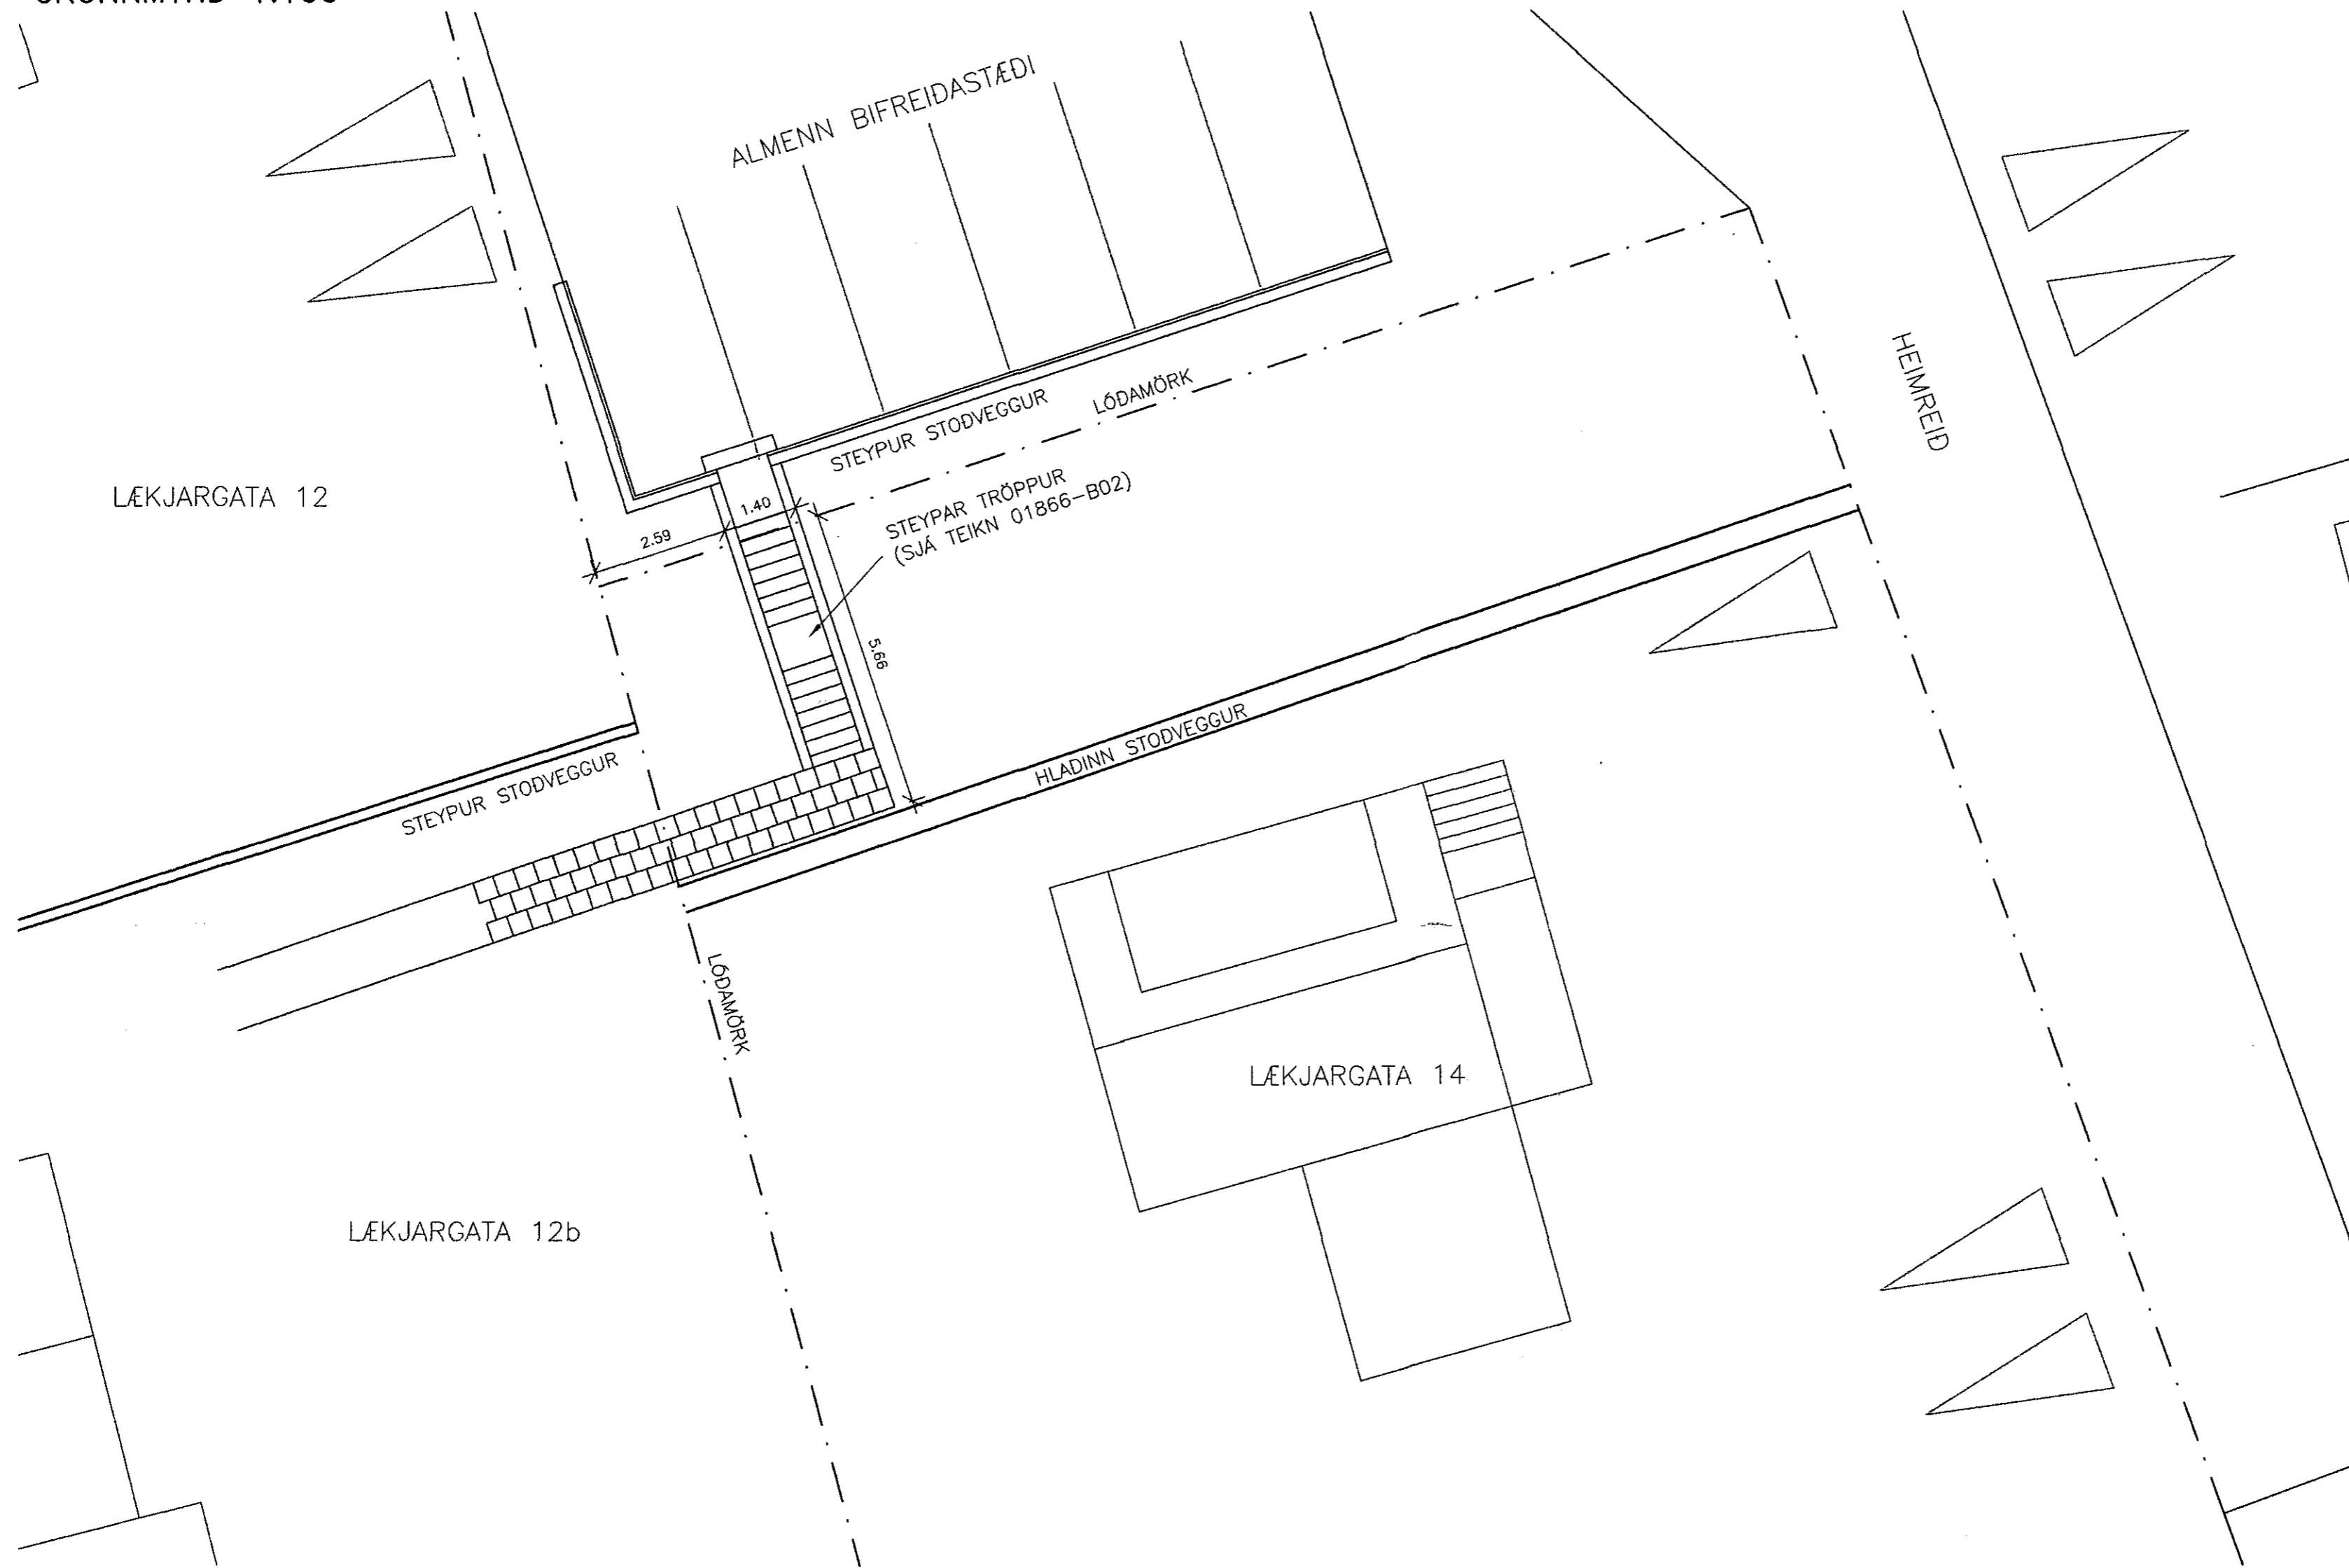 ALMENN BIFREIÐASTÆÐI
HEIMREIÐ
LÓÐAMÖRK
STEYPUR STOÐVEGGUR
STEYPAR TRÖPPUR
(SJÁ TEIKN 01866-B02)
LÆKJARGATA 12
1.40
2.59
5.66
HLAÐINN STOÐVEGGUR
STEYPUR STOÐVEGGUR
LÓÐAMÖRK
LÆKJARGATA 14
LÆKJARGATA 12b